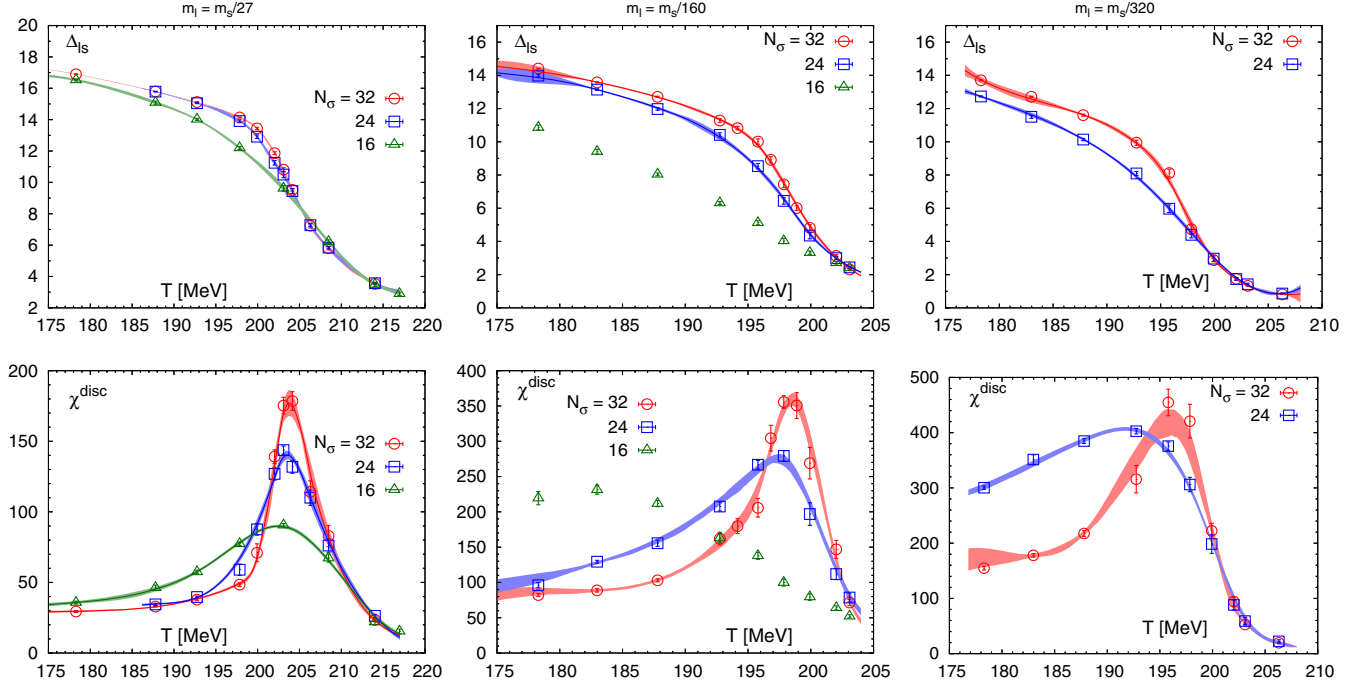 m_l = m_s/27
Δ_ls
N_σ = 32
24
16
20
18
16
14
12
10
8
6
4
2
T [MeV]
175 180 185 190 195 200 205 210 215 220
m_l = m_s/160
Δ_ls
N_σ = 32
24
16
16
14
12
10
8
6
4
2
0
T [MeV]
175 180 185 190 195 200 205
m_l = m_s/320
Δ_ls
N_σ = 32
24
16
14
12
10
8
6
4
2
0
T [MeV]
175 180 185 190 195 200 205 210
χ^disc
N_σ = 32
24
16
200
150
100
50
0
T [MeV]
175 180 185 190 195 200 205 210 215 220
χ^disc
N_σ = 32
24
16
400
350
300
250
200
150
100
50
0
T [MeV]
175 180 185 190 195 200 205
χ^disc
N_σ = 32
24
500
400
300
200
100
0
T [MeV]
175 180 185 190 195 200 205 210